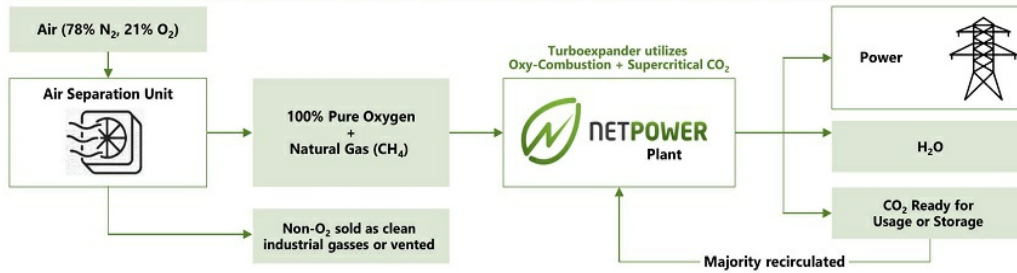 Air (78% N₂, 21% O₂)
Air Separation Unit
100% Pure Oxygen
+
Natural Gas (CH₄)
Non-O₂ sold as clean
industrial gasses or vented
Turboexpander utilizes
Oxy-Combustion + Supercritical CO₂
NETPOWER
Plant
Power
H₂O
CO₂ Ready for
Usage or Storage
Majority recirculated